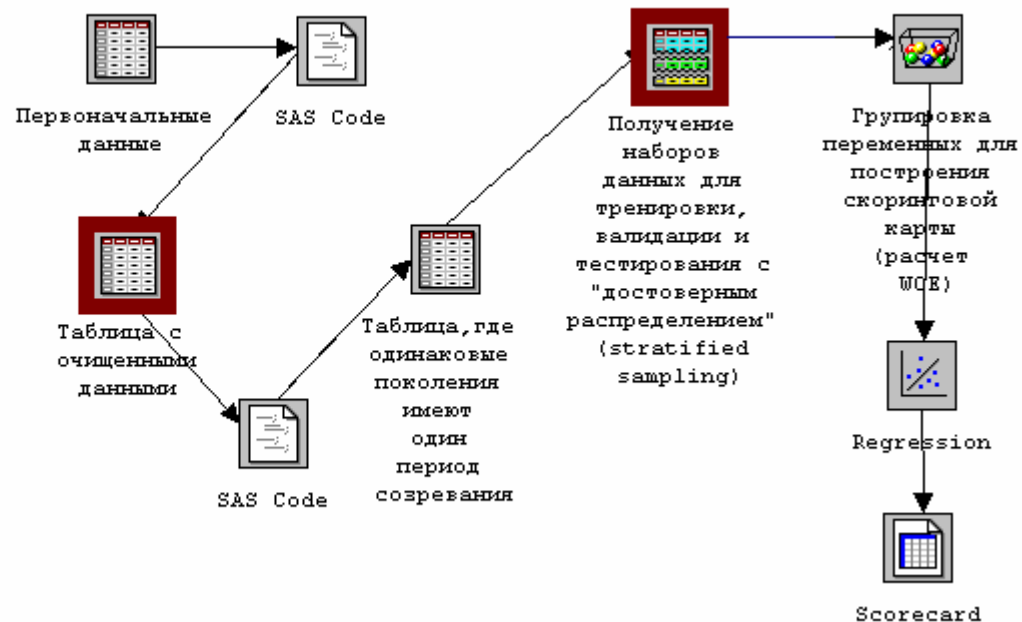 Первоначальные
данные
SAS Code
Таблица с
очищенными
данными
SAS Code
Таблица,где
одинаковые
поколения
имеют
один
период
созревания
Получение
наборов
данных для
тренировки,
валидации и
тестирования с
"достоверным
распределением"
(stratified
sampling)
Групировка
переменных для
построения
скоринговой
карты
(расчет
WOE)
Regression
Scorecard